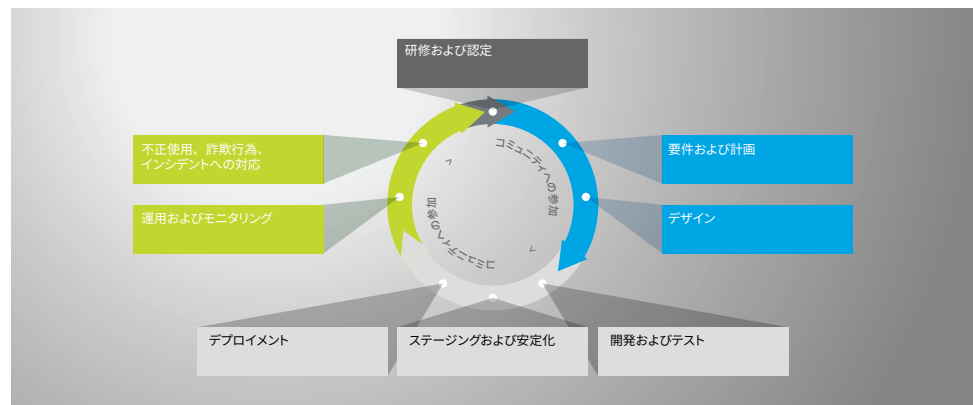 研修および認定
不正使用、詐欺行為、
インシデントへの対応
要件および計画
運用およびモニタリング
デザイン
コミュニティへの参加 >
コミュニティへの参加 >
デプロイメント
ステージングおよび安定化
開発およびテスト